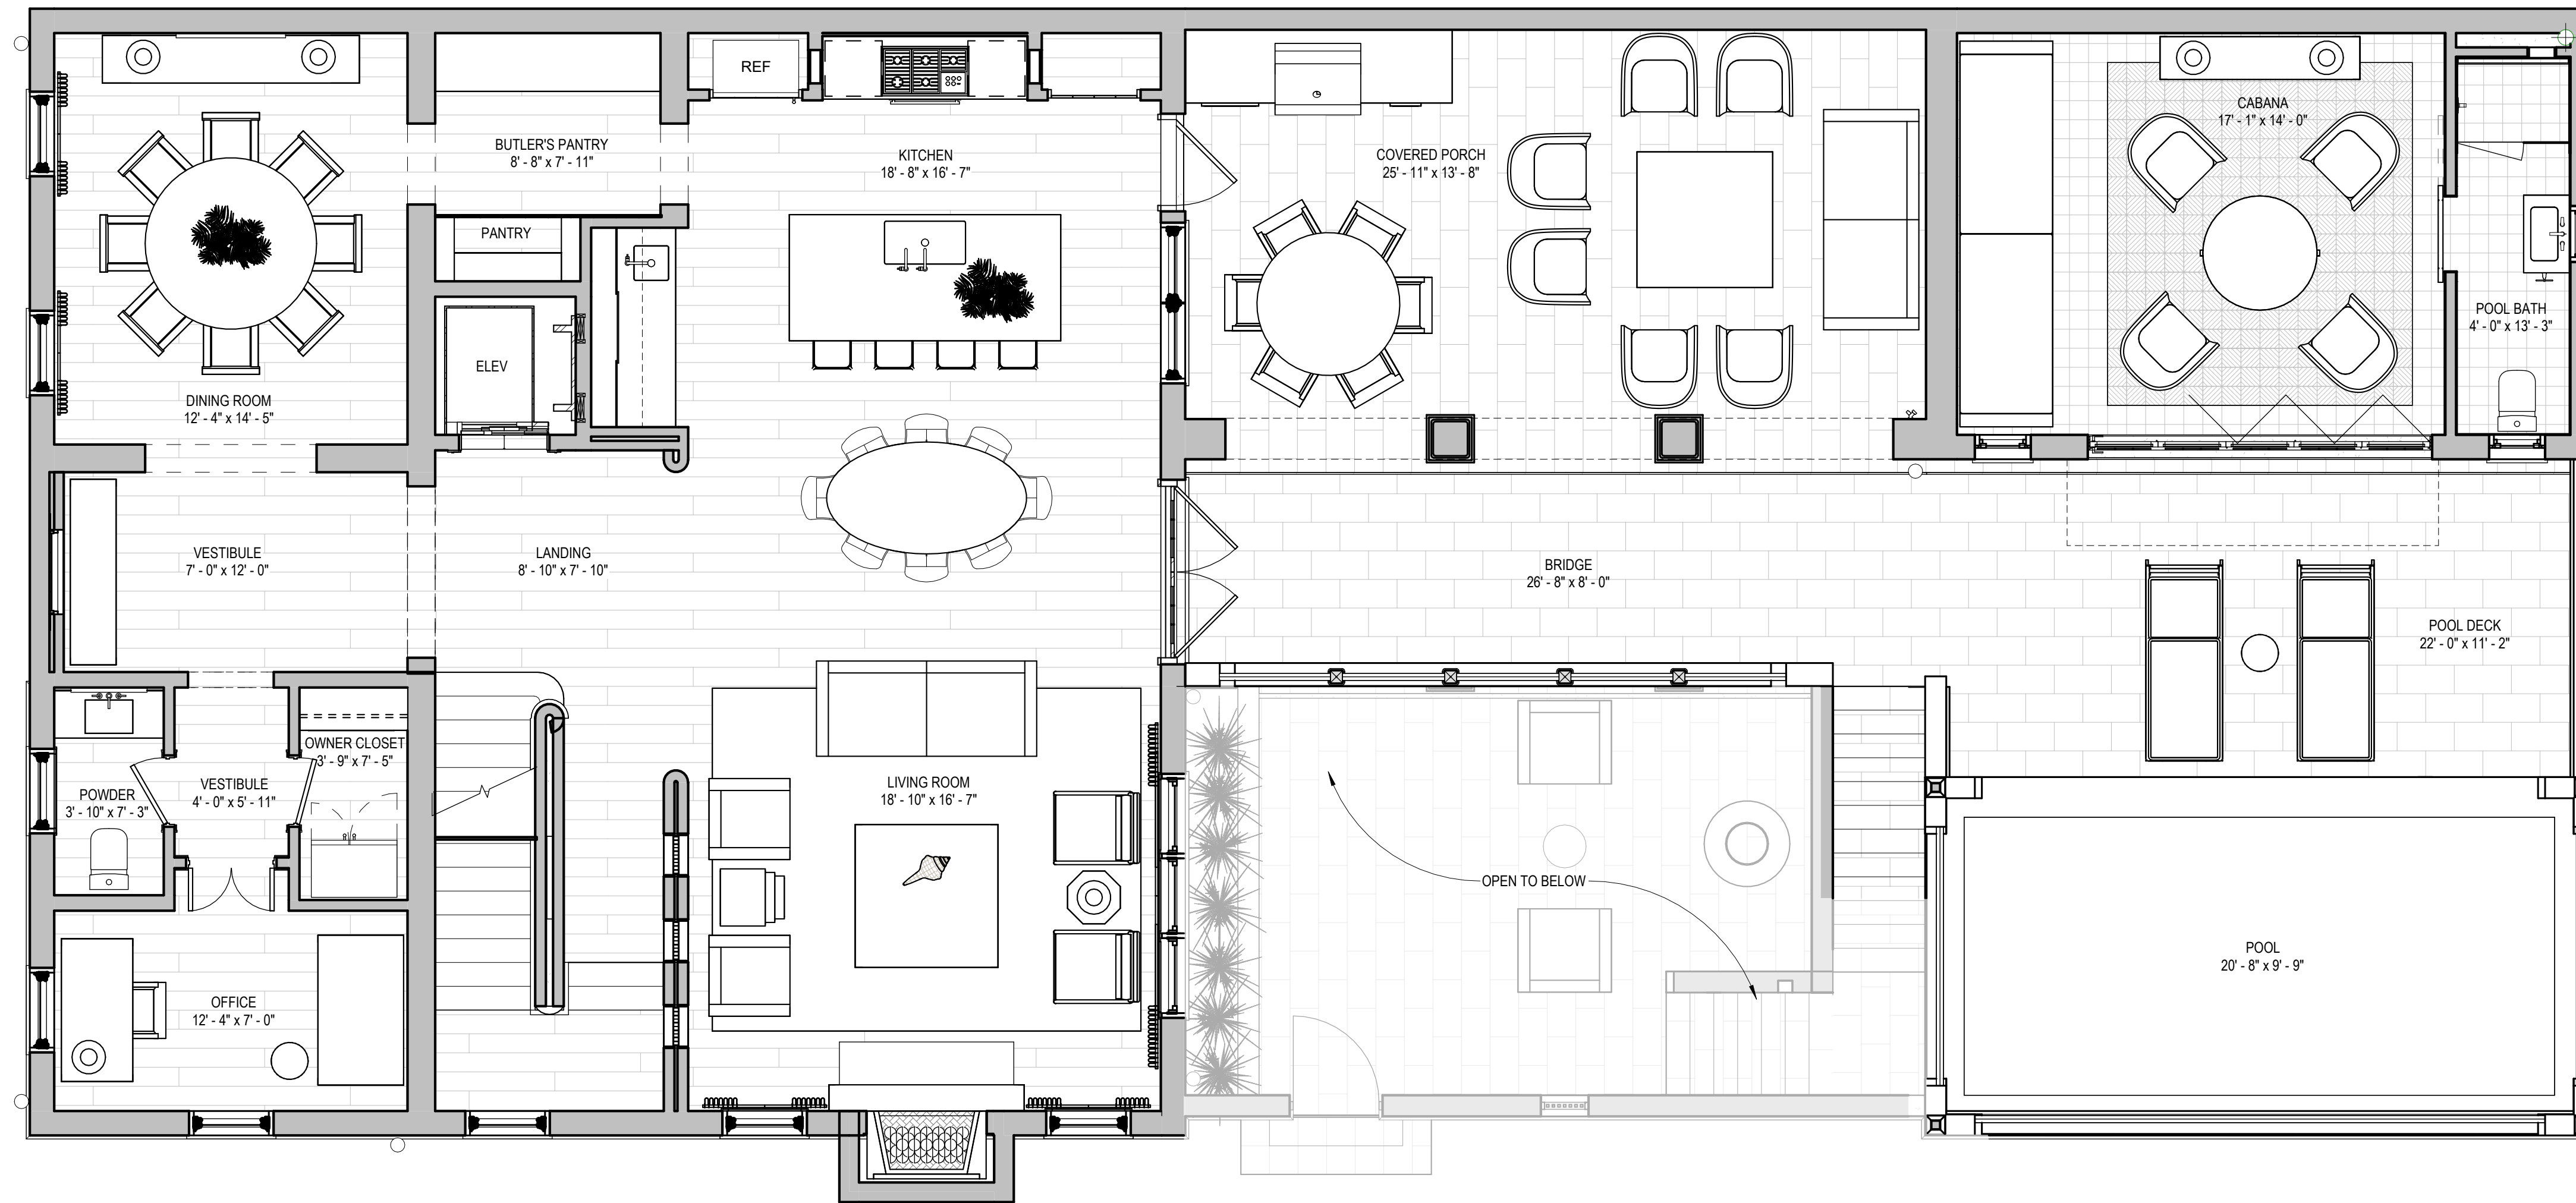 REF
CABANA
17' - 1" x 14' - 0"
BUTLER'S PANTRY
8' - 8" x 7' - 11"
KITCHEN
18' - 8" x 16' - 7"
COVERED PORCH
25' - 11" x 13' - 8"
PANTRY
POOL BATH
4' - 0" x 13' - 3"
ELEV
DINING ROOM
12' - 4" x 14' - 5"
VESTIBULE
7' - 0" x 12' - 0"
LANDING
8' - 10" x 7' - 10"
BRIDGE
26' - 8" x 8' - 0"
POOL DECK
22' - 0" x 11' - 2"
OWNER CLOSET
3' - 9" x 7' - 5"
VESTIBULE
4' - 0" x 5' - 11"
POWDER
3' - 10" x 7' - 3"
LIVING ROOM
18' - 10" x 16' - 7"
OPEN TO BELOW
POOL
20' - 8" x 9' - 9"
OFFICE
12' - 4" x 7' - 0"